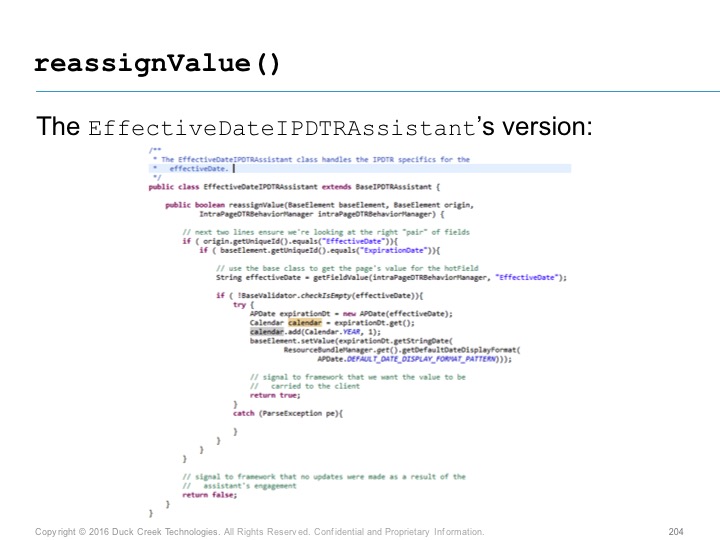 reassignValue()
The EffectiveDateIPDTRAssistant's version:
/**
 * The EffectiveDateIPDTRAssistant class handles the IPDTR specifics for the
 *   effectiveDate.
 */
public class EffectiveDateIPDTRAssistant extends BaseIPDTRAssistant {
    public boolean reassignValue(BaseElement baseElement, BaseElement origin,
            IntraPageDTRBehaviorManager intraPageDTRBehaviorManager) {
        // next two lines ensure we're looking at the right "pair" of fields
        if ( origin.getUniqueId().equals("EffectiveDate")){
            if ( baseElement.getUniqueId().equals("ExpirationDate")){
                // use the base class to get the page's value for the hotField
                String effectiveDate = getFieldValue(intraPageDTRBehaviorManager, "EffectiveDate");
                if ( !BaseValidator.checkIsEmpty(effectiveDate)){
                    try {
                        APDate expirationDt = new APDate(effectiveDate);
                        Calendar calendar = expirationDt.get();
                        calendar.add(Calendar.YEAR, 1);
                        baseElement.setValue(expirationDt.getStringDate(
                                ResourceBundleManager.get().getDefaultDateDisplayFormat(
                                        APDate.DEFAULT_DATE_DISPLAY_FORMAT_PATTERN)));
                        // signal to framework that we want the value to be
                        //   carried to the client
                        return true;
                    }
                    catch (ParseException pe){
                    }
                }
            }
        }
        // signal to framework that no updates were made as a result of the
        //   assistant's engagement
        return false;
    }
}
Copyright © 2016 Duck Creek Technologies. All Rights Reserved. Confidential and Proprietary Information.
204